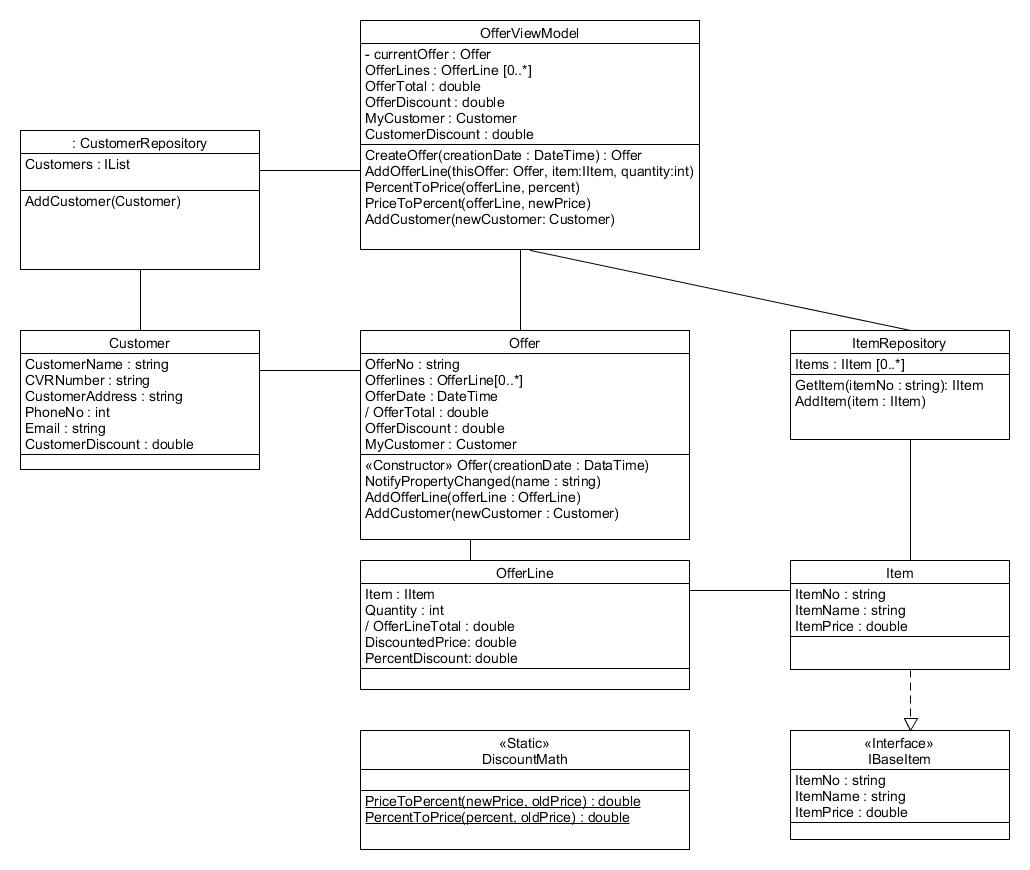 OfferViewModel
- currentOffer : Offer
OfferLines : OfferLine [0..*]
OfferTotal : double
OfferDiscount : double
MyCustomer : Customer
CustomerDiscount : double
CreateOffer(creationDate : DateTime) : Offer
AddOfferLine(thisOffer: Offer, item:IItem, quantity:int)
PercentToPrice(offerLine, percent)
PriceToPercent(offerLine, newPrice)
AddCustomer(newCustomer: Customer)
: CustomerRepository
Customers : IList
AddCustomer(Customer)
Customer
CustomerName : string
CVRNumber : string
CustomerAddress : string
PhoneNo : int
Email : string
CustomerDiscount : double
Offer
OfferNo : string
Offerlines : OfferLine[0..*]
OfferDate : DateTime
/ OfferTotal : double
OfferDiscount : double
MyCustomer : Customer
«Constructor» Offer(creationDate : DataTime)
NotifyPropertyChanged(name : string)
AddOfferLine(offerLine : OfferLine)
AddCustomer(newCustomer : Customer)
ItemRepository
Items : IItem [0..*]
GetItem(itemNo : string): IItem
AddItem(item : IItem)
OfferLine
Item : IItem
Quantity : int
/ OfferLineTotal : double
DiscountedPrice: double
PercentDiscount: double
Item
ItemNo : string
ItemName : string
ItemPrice : double
«Static»
DiscountMath
PriceToPercent(newPrice, oldPrice) : double
PercentToPrice(percent, oldPrice) : double
«Interface»
IBaseItem
ItemNo : string
ItemName : string
ItemPrice : double